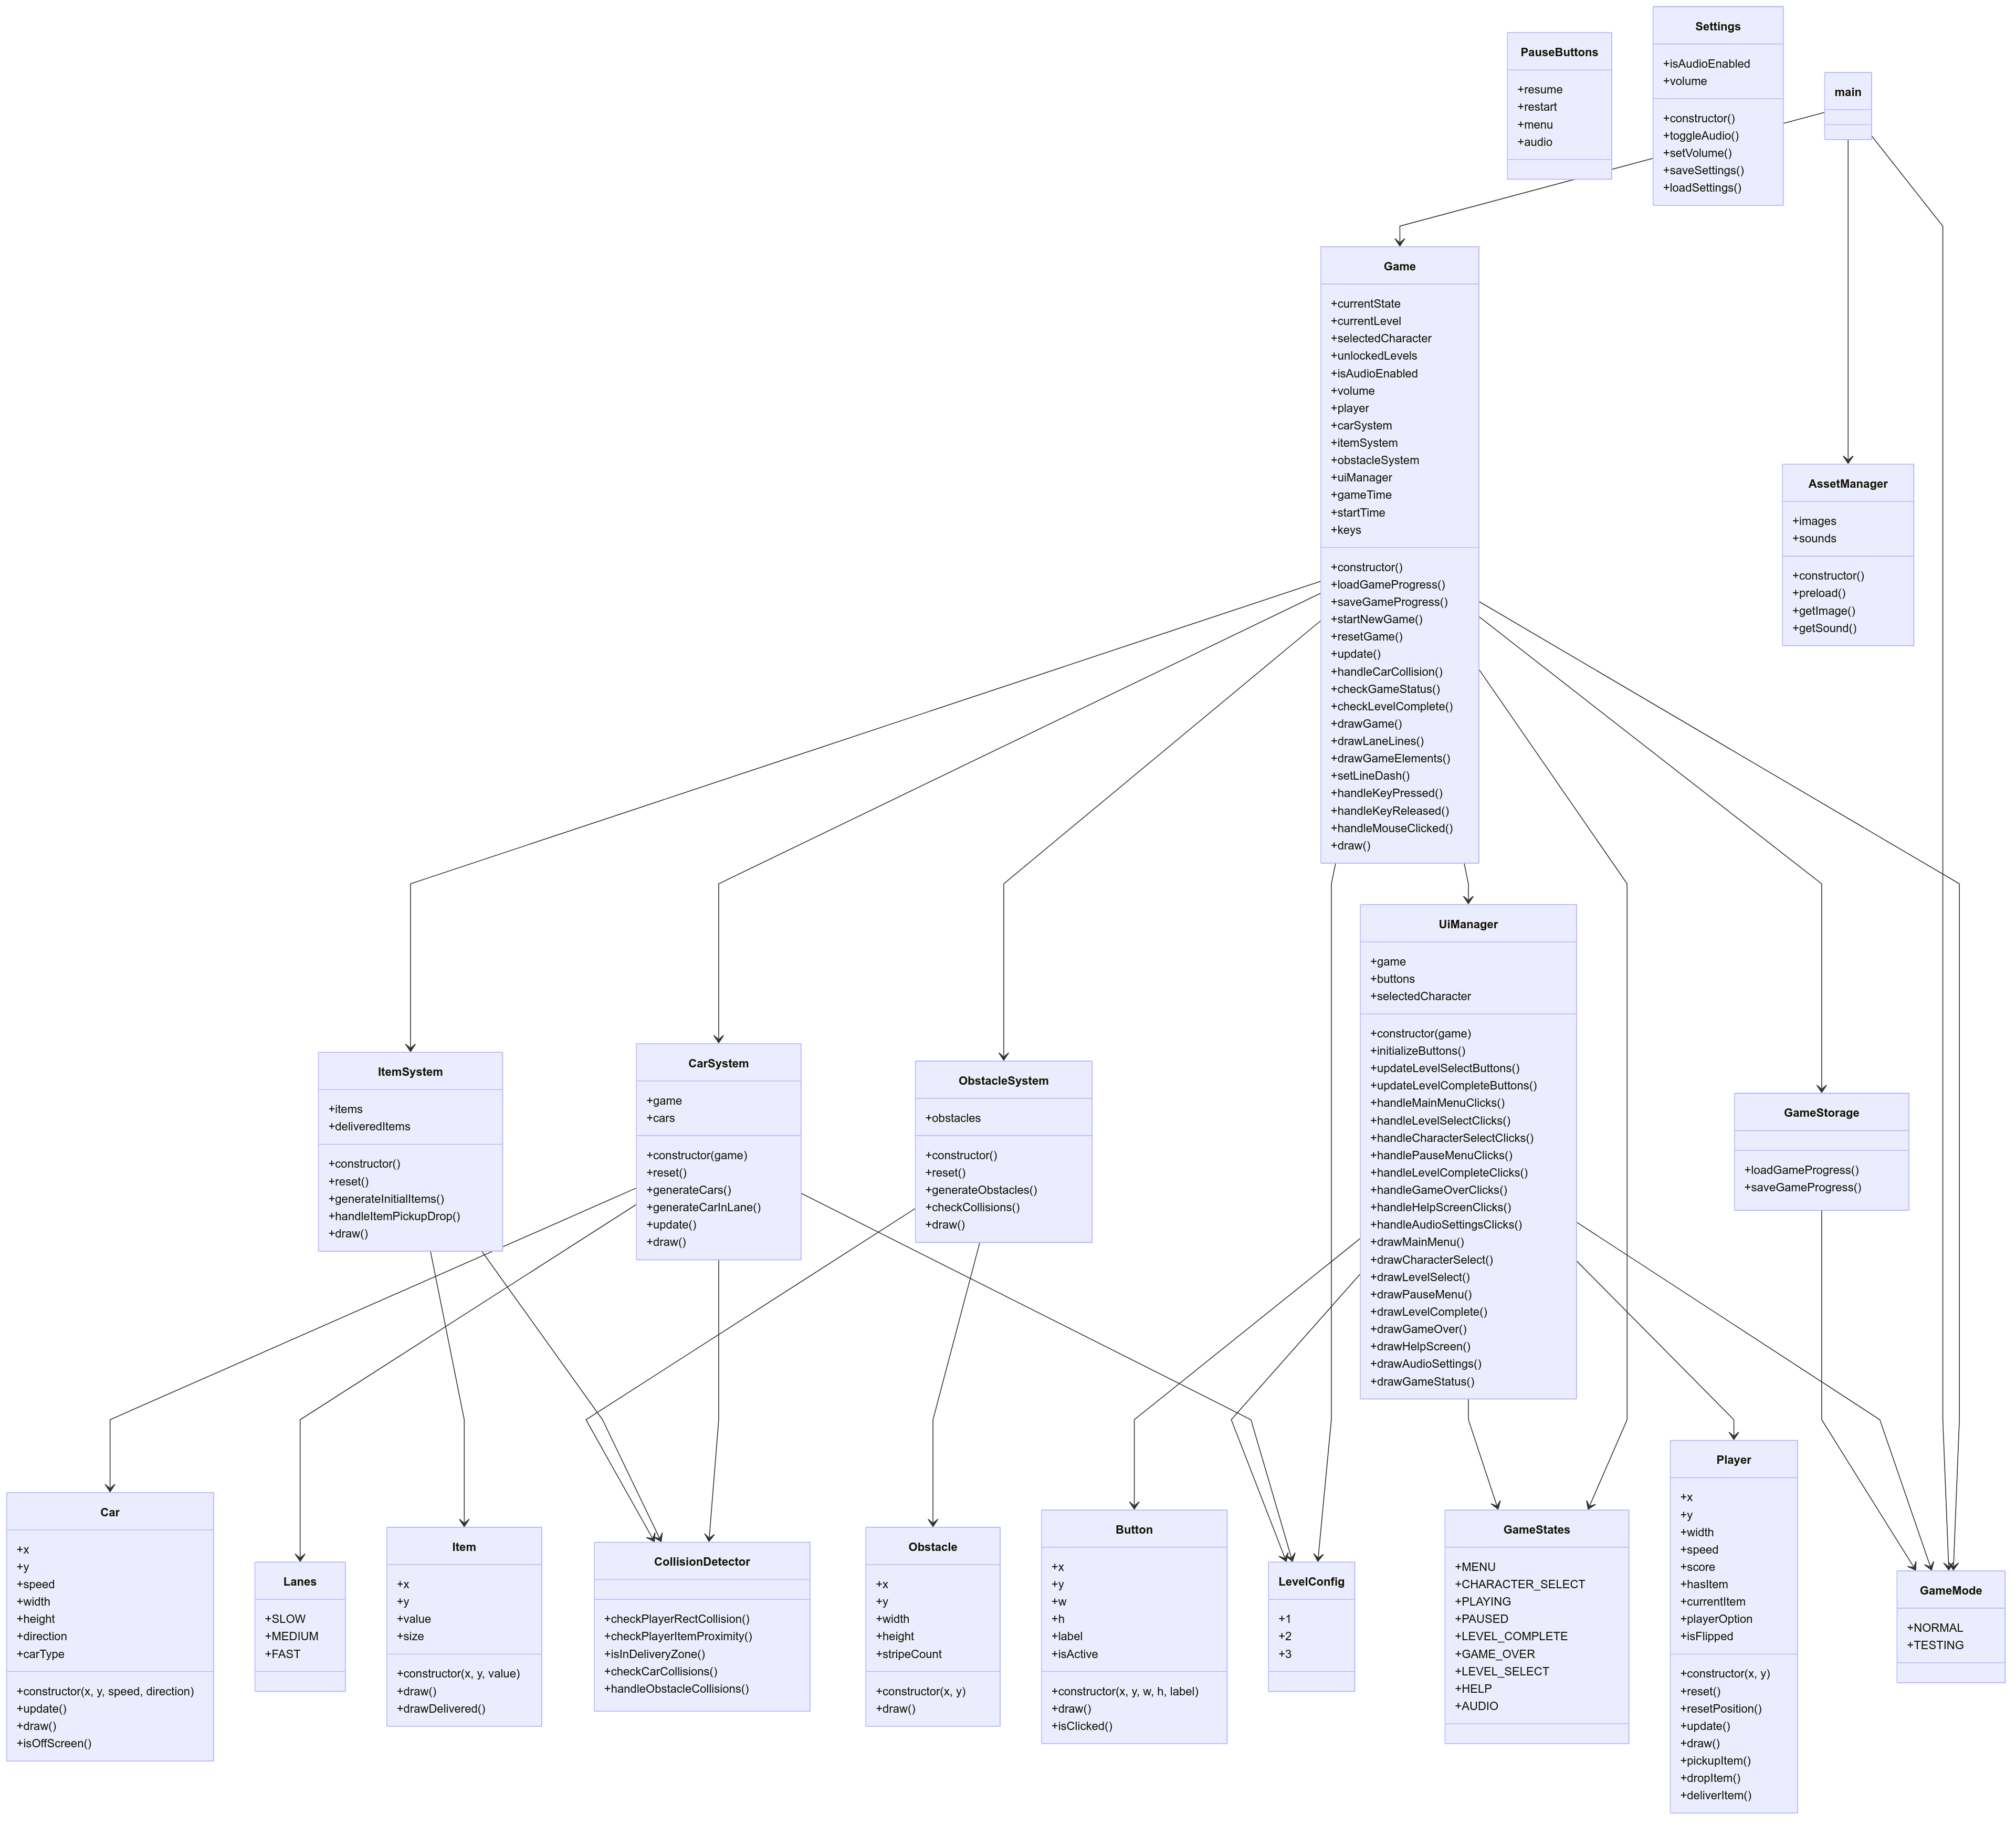 PauseButtons
+resume
+restart
+menu
+audio
Settings
+isAudioEnabled
+volume
+constructor()
+toggleAudio()
+setVolume()
+saveSettings()
+loadSettings()
main
Game
+currentState
+currentLevel
+selectedCharacter
+unlockedLevels
+isAudioEnabled
+volume
+player
+carSystem
+itemSystem
+obstacleSystem
+uiManager
+gameTime
+startTime
+keys
+constructor()
+loadGameProgress()
+saveGameProgress()
+startNewGame()
+resetGame()
+update()
+handleCarCollision()
+checkGameStatus()
+checkLevelComplete()
+drawGame()
+drawLaneLines()
+drawGameElements()
+setLineDash()
+handleKeyPressed()
+handleKeyReleased()
+handleMouseClicked()
+draw()
AssetManager
+images
+sounds
+constructor()
+preload()
+getImage()
+getSound()
ItemSystem
+items
+deliveredItems
+constructor()
+reset()
+generateInitialItems()
+handleItemPickupDrop()
+draw()
CarSystem
+game
+cars
+constructor(game)
+reset()
+generateCars()
+generateCarInLane()
+update()
+draw()
ObstacleSystem
+obstacles
+constructor()
+reset()
+generateObstacles()
+checkCollisions()
+draw()
UiManager
+game
+buttons
+selectedCharacter
+constructor(game)
+initializeButtons()
+updateLevelSelectButtons()
+updateLevelCompleteButtons()
+handleMainMenuClicks()
+handleLevelSelectClicks()
+handleCharacterSelectClicks()
+handlePauseMenuClicks()
+handleLevelCompleteClicks()
+handleGameOverClicks()
+handleHelpScreenClicks()
+handleAudioSettingsClicks()
+drawMainMenu()
+drawCharacterSelect()
+drawLevelSelect()
+drawPauseMenu()
+drawLevelComplete()
+drawGameOver()
+drawHelpScreen()
+drawAudioSettings()
+drawGameStatus()
GameStorage
+loadGameProgress()
+saveGameProgress()
Car
+x
+y
+speed
+width
+height
+direction
+carType
+constructor(x, y, speed, direction)
+update()
+draw()
+isOffScreen()
Lanes
+SLOW
+MEDIUM
+FAST
Item
+x
+y
+value
+size
+constructor(x, y, value)
+draw()
+drawDelivered()
CollisionDetector
+checkPlayerRectCollision()
+checkPlayerItemProximity()
+isInDeliveryZone()
+checkCarCollisions()
+handleObstacleCollisions()
Obstacle
+x
+y
+width
+height
+stripeCount
+constructor(x, y)
+draw()
Button
+x
+y
+w
+h
+label
+isActive
+constructor(x, y, w, h, label)
+draw()
+isClicked()
LevelConfig
+1
+2
+3
GameStates
+MENU
+CHARACTER_SELECT
+PLAYING
+PAUSED
+LEVEL_COMPLETE
+GAME_OVER
+LEVEL_SELECT
+HELP
+AUDIO
Player
+x
+y
+width
+speed
+score
+hasItem
+currentItem
+playerOption
+isFlipped
+constructor(x, y)
+reset()
+resetPosition()
+update()
+draw()
+pickupItem()
+dropItem()
+deliverItem()
GameMode
+NORMAL
+TESTING